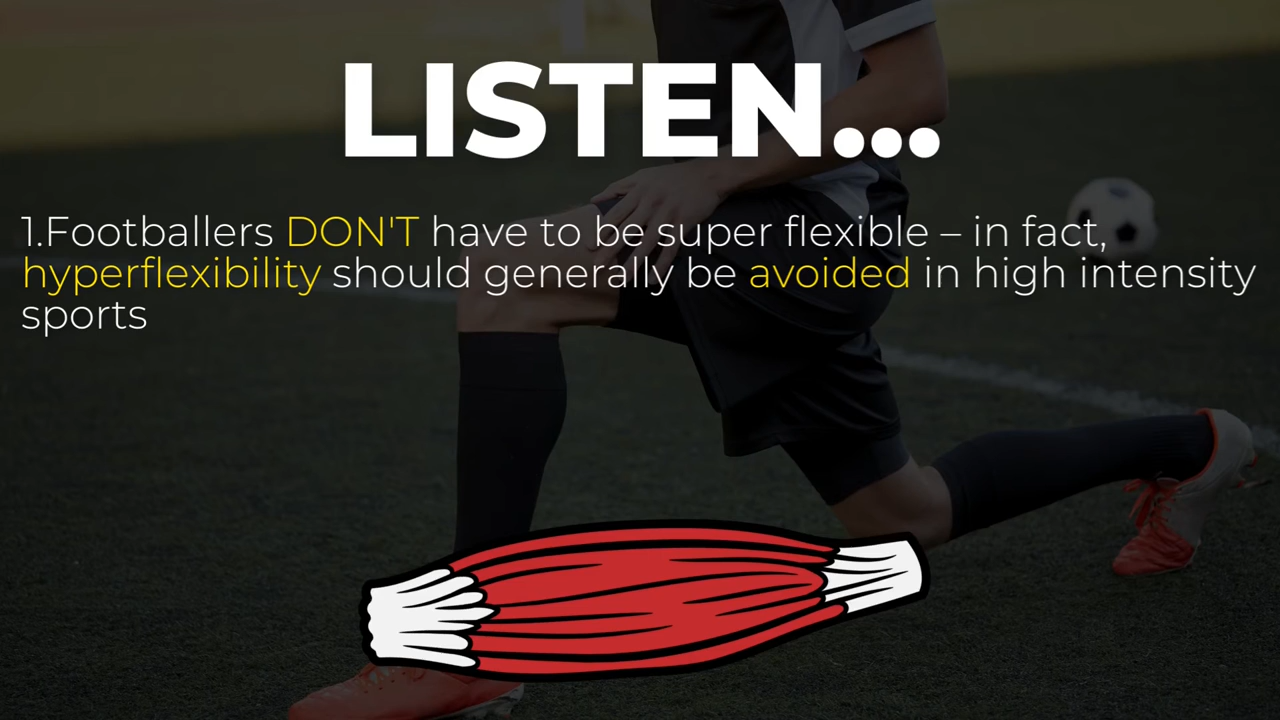 LISTEN...
1.Footballers DON'T have to be super flexible – in fact,
hyperflexibility should generally be avoided in high intensity
sports